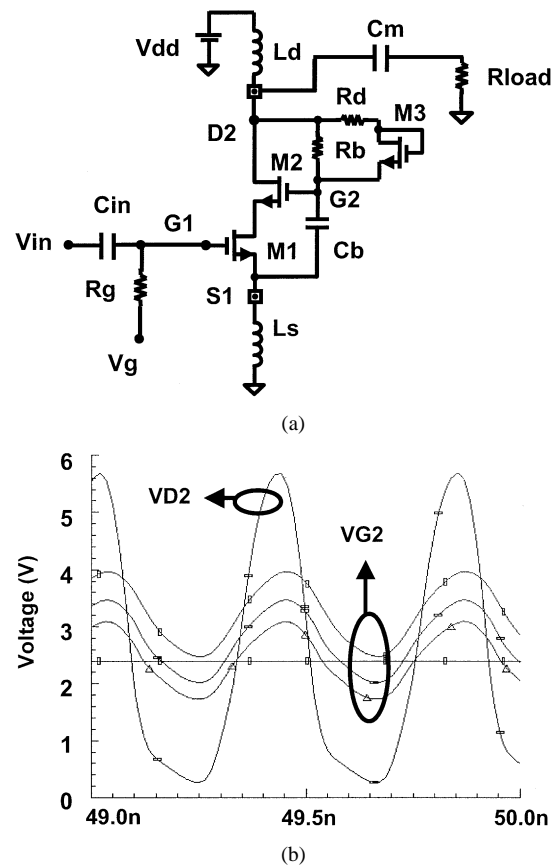 Vdd
Ld
Cm
Rload
Rd
M3
D2
Rb
M2
G2
Cin
G1
Vin
M1
Cb
Rg
S1
Ls
Vg
(a)
6
VD2
VG2
5
4
3
2
1
0
Voltage (V)
49.0n
49.5n
50.0n
(b)